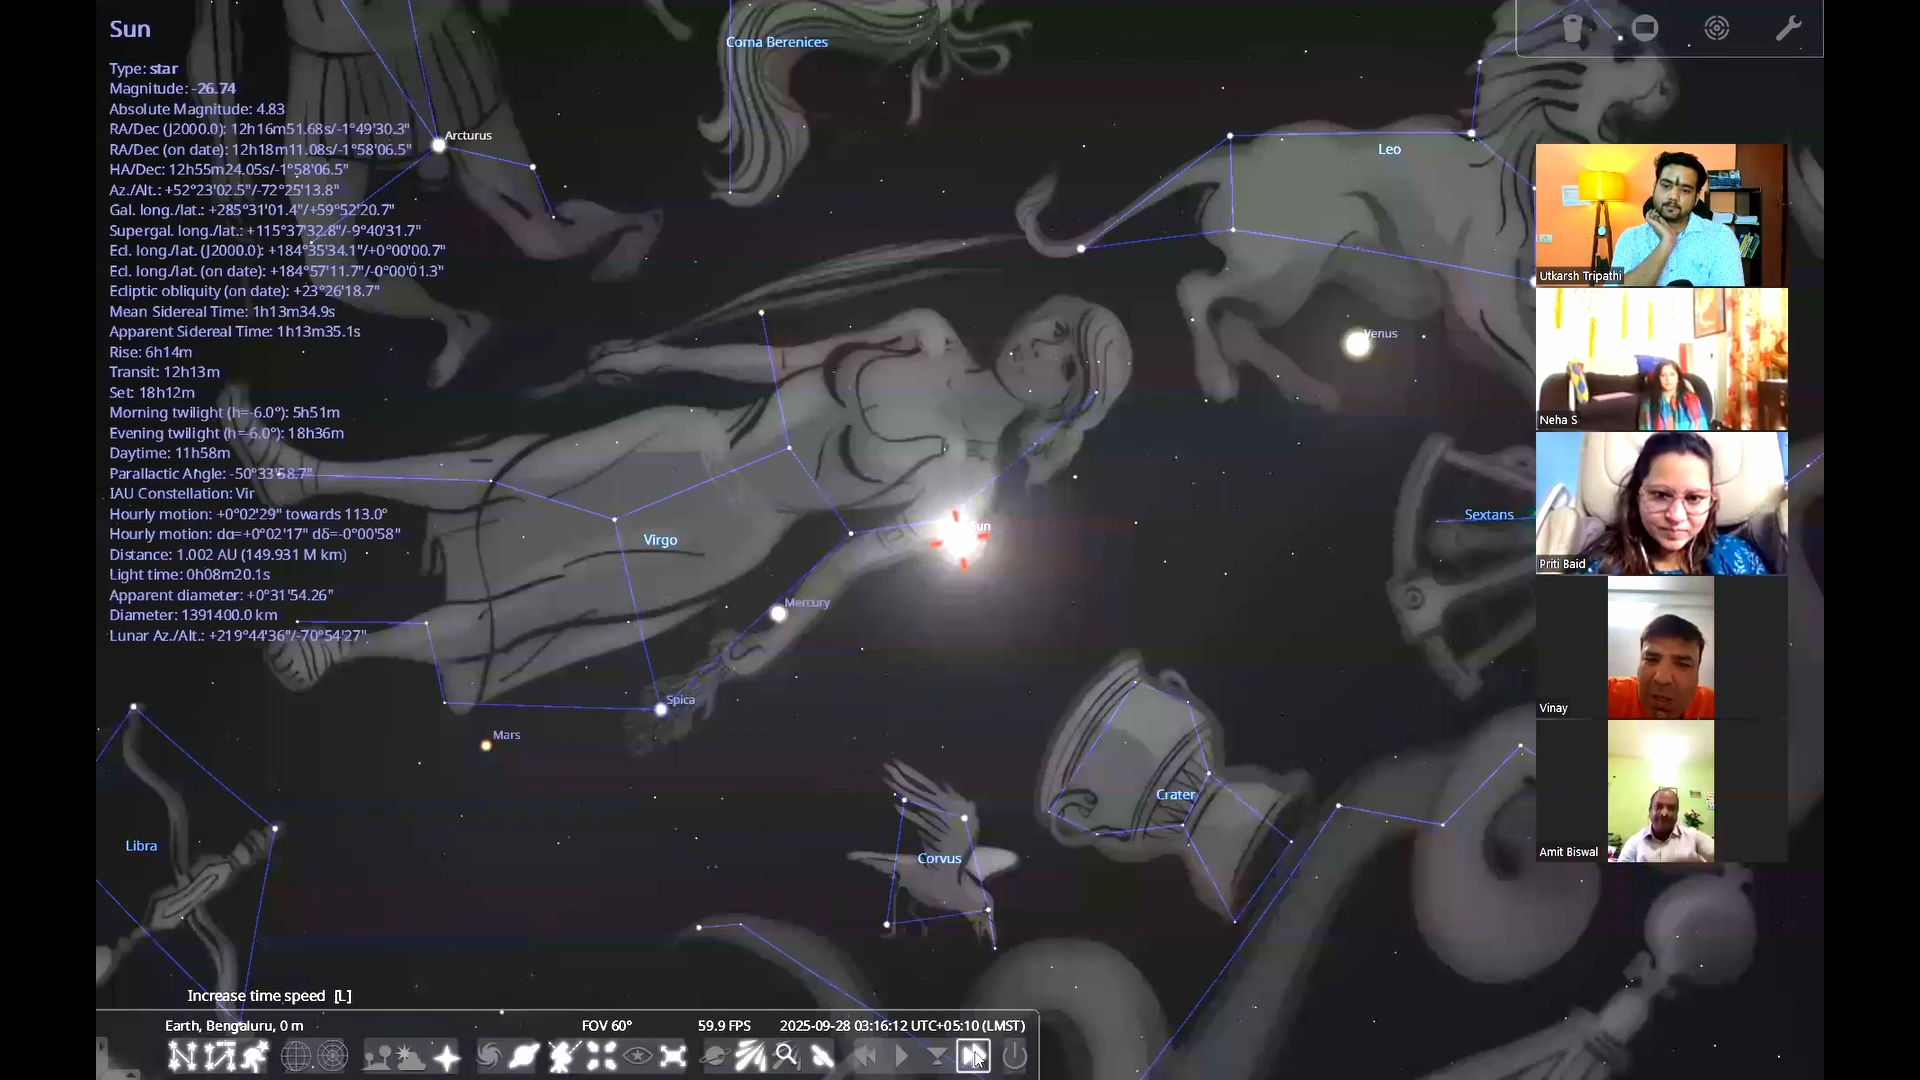 Sun
Type: star
Magnitude: -26.74
Absolute Magnitude: 4.83
RA/Dec (J2000.0): 12h16m51.68s/-1°49'30.3"
RA/Dec (on date): 12h18m11.08s/-1°58'06.5"
HA/Dec: 12h55m24.05s/-1°58'06.5"
Az./Alt.: +52°23'02.5"/-72°25'13.8"
Gal. long./lat.: +285°31'01.4"/+59°52'20.7"
Supergal. long./lat.: +115°37'32.8"/-9°40'31.7"
Ecl. long./lat. (J2000.0): +184°35'34.1"/+0°00'00.7"
Ecl. long./lat. (on date): +184°57'11.7"/-0°00'01.3"
Ecliptic obliquity (on date): +23°26'18.7"
Mean Sidereal Time: 1h13m34.9s
Apparent Sidereal Time: 1h13m35.1s
Rise: 6h14m
Transit: 12h13m
Set: 18h12m
Morning twilight (h=-6.0°): 5h51m
Evening twilight (h=-6.0°): 18h36m
Daytime: 11h58m
Parallactic Angle: -50°33'58.7"
IAU Constellation: Vir
Hourly motion: +0°02'29" towards 113.0°
Hourly motion: dα=+0°02'17" dδ=-0°00'58"
Distance: 1.002 AU (149.931 M km)
Light time: 0h08m20.1s
Apparent diameter: +0°31'54.26"
Diameter: 1391400.0 km
Lunar Az./Alt.: +219°44'36"/-70°54'27"
Coma Berenices
Arcturus
Leo
Venus
Sextans
Sun
Virgo
Mercury
Spica
Mars
Crater
Libra
Corvus
Utkarsh Tripathi
Neha S
Priti Baid
Vinay
Amit Biswal
Increase time speed [L]
Earth, Bengaluru, 0 m FOV 60° 59.9 FPS 2025-09-28 03:16:12 UTC+05:10 (LMST)